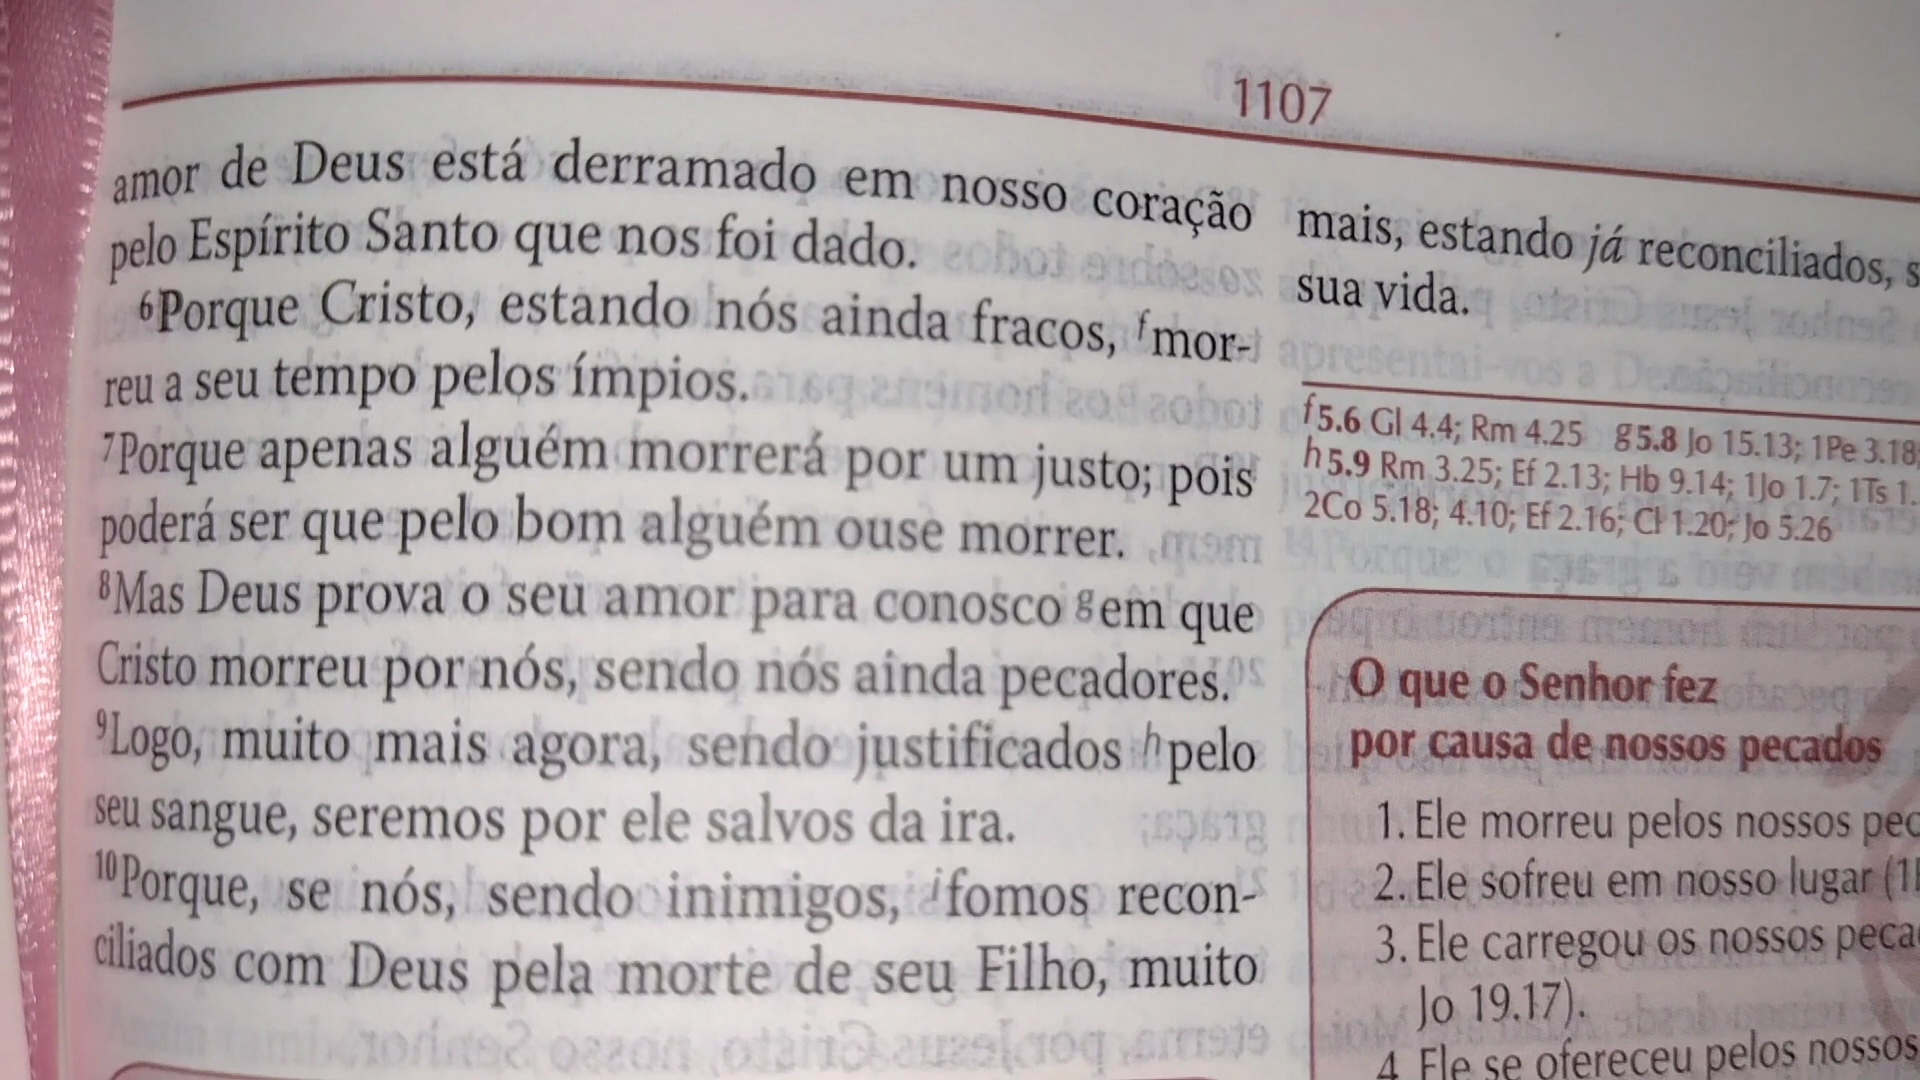 1107
amor de Deus está derramado em nosso coração
pelo Espírito Santo que nos foi dado.
⁶Porque Cristo, estando nós ainda fracos, ᶠmor-
reu a seu tempo pelos ímpios.
⁷Porque apenas alguém morrerá por um justo; pois
poderá ser que pelo bom alguém ouse morrer.
⁸Mas Deus prova o seu amor para conosco ᵍem que
Cristo morreu por nós, sendo nós ainda pecadores.
⁹Logo, muito mais agora, sendo justificados ʰpelo
seu sangue, seremos por ele salvos da ira.
¹⁰Porque, se nós, sendo inimigos, ⁱfomos recon-
ciliados com Deus pela morte de seu Filho, muito
mais, estando já reconciliados,
sua vida.
ᶠ5.6 Gl 4.4; Rm 4.25 ᵍ5.8 Jo 15.13; 1Pe 3.18;
ʰ5.9 Rm 3.25; Ef 2.13; Hb 9.14; 1Jo 1.7; 1Ts 1.
2Co 5.18; 4.10; Ef 2.16; Cl 1.20; Jo 5.26
O que o Senhor fez
por causa de nossos pecados
1. Ele morreu pelos nossos
2. Ele sofreu em nosso lugar
3. Ele carregou os nossos
Jo 19.17).
4 Ele se ofereceu pelos nossos